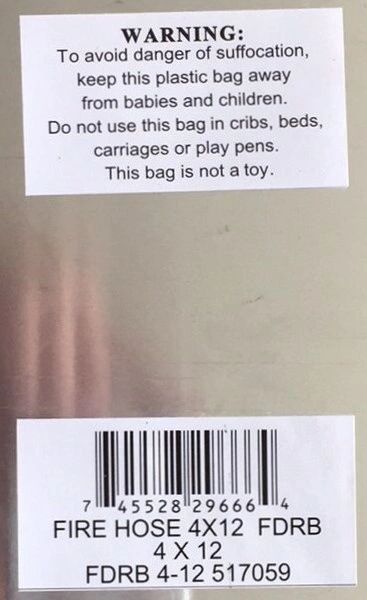 WARNING:
To avoid danger of suffocation,
keep this plastic bag away
from babies and children.
Do not use this bag in cribs, beds,
carriages or play pens.
This bag is not a toy.
7 45528 29666 4
FIRE HOSE 4X12 FDRB
4 X 12
FDRB 4-12 517059